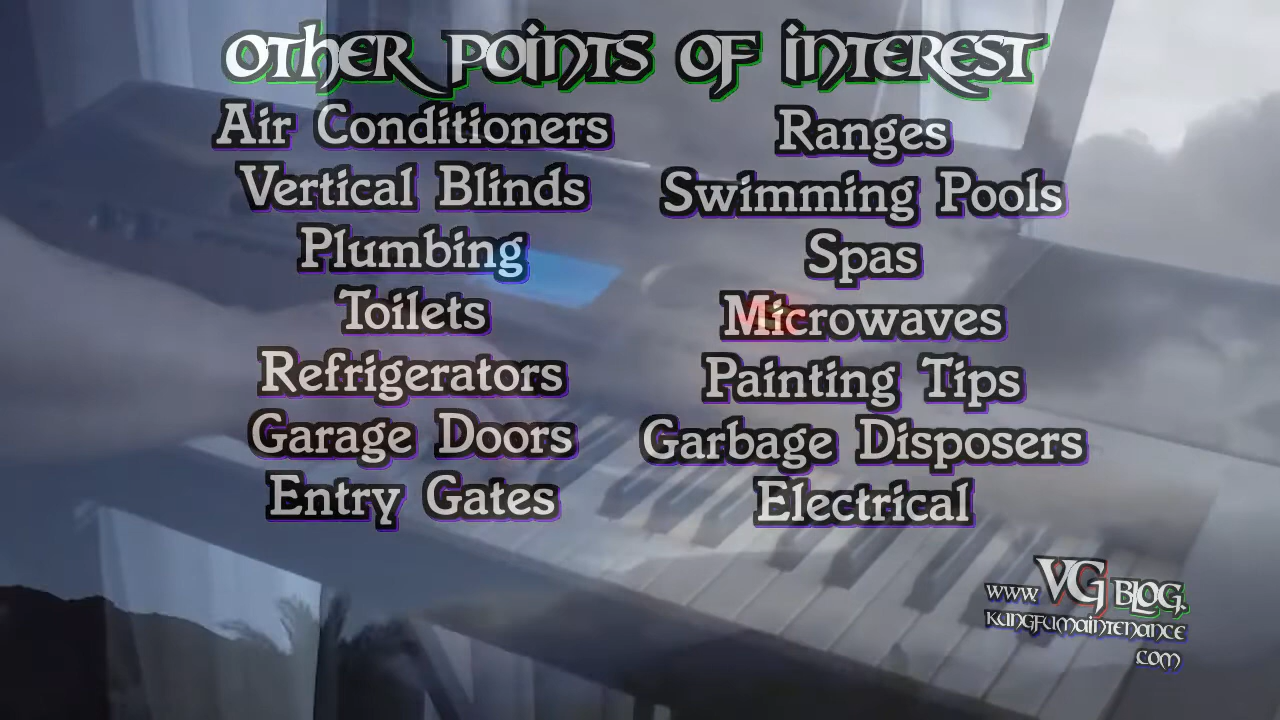 OTHER POINTS OF INTEREST
Air Conditioners
Vertical Blinds
Plumbing
Toilets
Refrigerators
Garage Doors
Entry Gates
Ranges
Swimming Pools
Spas
Microwaves
Painting Tips
Garbage Disposers
Electrical
www. VG BLOG.
KUNGFUMAINTENANCE
.COM